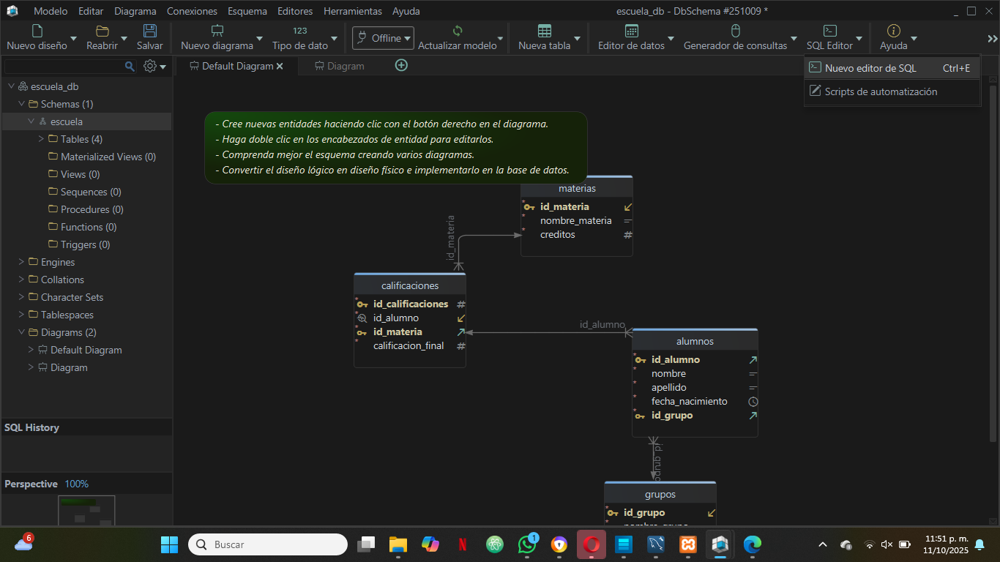 Modelo Editar Diagrama Conexiones Esquema Editores Herramientas Ayuda escuela_db - DbSchema #251009 *
123
Nuevo diseño Reabrir Salvar Nuevo diagrama Tipo de dato Offline Actualizar modelo Nueva tabla Editor de datos Generador de consultas SQL Editor Ayuda
Default Diagram Diagram
Nuevo editor de SQL Ctrl+E
Scripts de automatización
escuela_db
Schemas (1)
escuela
Tables (4)
Materialized Views (0)
Views (0)
Sequences (0)
Procedures (0)
Functions (0)
Triggers (0)
Engines
Collations
Character Sets
Tablespaces
Diagrams (2)
Default Diagram
Diagram
SQL History
Perspective 100%
- Cree nuevas entidades haciendo clic con el botón derecho en el diagrama.
- Haga doble clic en los encabezados de entidad para editarlos.
- Comprenda mejor el esquema creando varios diagramas.
- Convertir el diseño lógico en diseño físico e implementarlo en la base de datos.
materias
id_materia
nombre_materia
creditos
id_materia
calificaciones
id_calificaciones
id_alumno
id_materia
calificacion_final
id_alumno
alumnos
id_alumno
nombre
apellido
fecha_nacimiento
id_grupo
id_grupo
grupos
id_grupo
nombre_grupo
6
Buscar
1
11:51 p. m.
11/10/2025